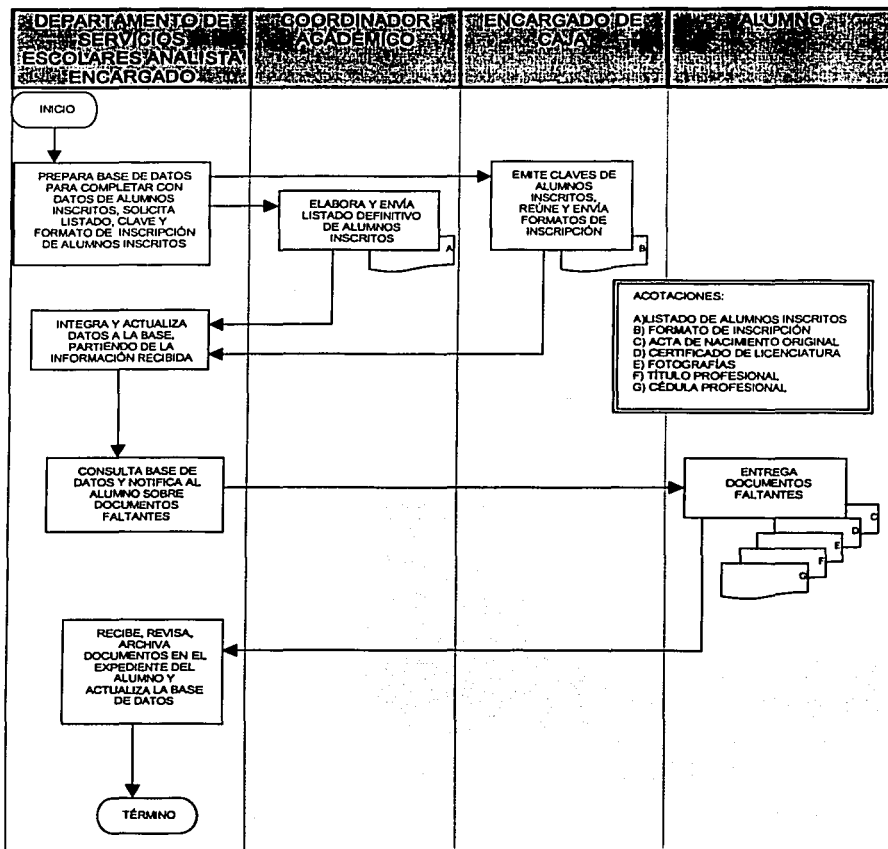 DEPARTAMENTO DE
SERVICIOS
ESCOLARES ANALISTA
ENCARGADO
COORDINADOR
ACADÉMICO
ENCARGADO DE
CAJA
ALUMNO
INICIO
PREPARA BASE DE DATOS
PARA COMPLETAR CON
DATOS DE ALUMNOS
INSCRITOS, SOLICITA
LISTADO, CLAVE Y
FORMATO DE INSCRIPCIÓN
DE ALUMNOS INSCRITOS
ELABORA Y ENVÍA
LISTADO DEFINITIVO
DE ALUMNOS
INSCRITOS
A
EMITE CLAVES DE
ALUMNOS
INSCRITOS,
REÚNE Y ENVÍA
FORMATOS DE
INSCRIPCIÓN
B
ACOTACIONES:
A)LISTADO DE ALUMNOS INSCRITOS
B) FORMATO DE INSCRIPCIÓN
C) ACTA DE NACIMIENTO ORIGINAL
D) CERTIFICADO DE LICENCIATURA
E) FOTOGRAFÍAS
F) TÍTULO PROFESIONAL
G) CÉDULA PROFESIONAL
INTEGRA Y ACTUALIZA
DATOS A LA BASE,
PARTIENDO DE LA
INFORMACIÓN RECIBIDA
CONSULTA BASE DE
DATOS Y NOTIFICA AL
ALUMNO SOBRE
DOCUMENTOS
FALTANTES
ENTREGA
DOCUMENTOS
FALTANTES
C
D
E
F
G
RECIBE, REVISA,
ARCHIVA
DOCUMENTOS EN EL
EXPEDIENTE DEL
ALUMNO Y
ACTUALIZA LA BASE
DE DATOS
TÉRMINO